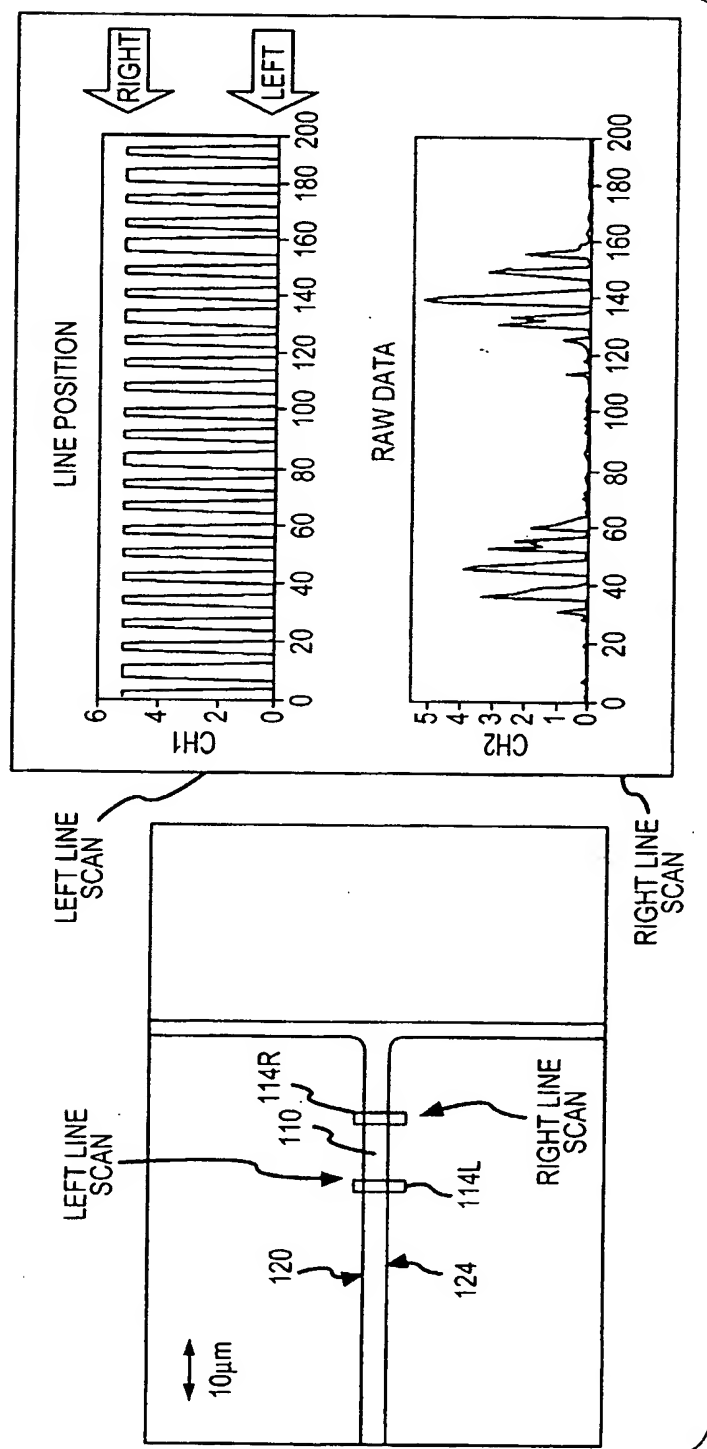 10µm
LEFT LINE
SCAN
120
124
110
114R
114L
RIGHT LINE
SCAN
LEFT LINE
SCAN
RIGHT LINE
SCAN
LINE POSITION
CH1
6
4
2
0
0 20 40 60 80 100 120 140 160 180 200
RIGHT
LEFT
RAW DATA
CH2
5
4
3
2
1
0
0 20 40 60 80 100 120 140 160 180 200